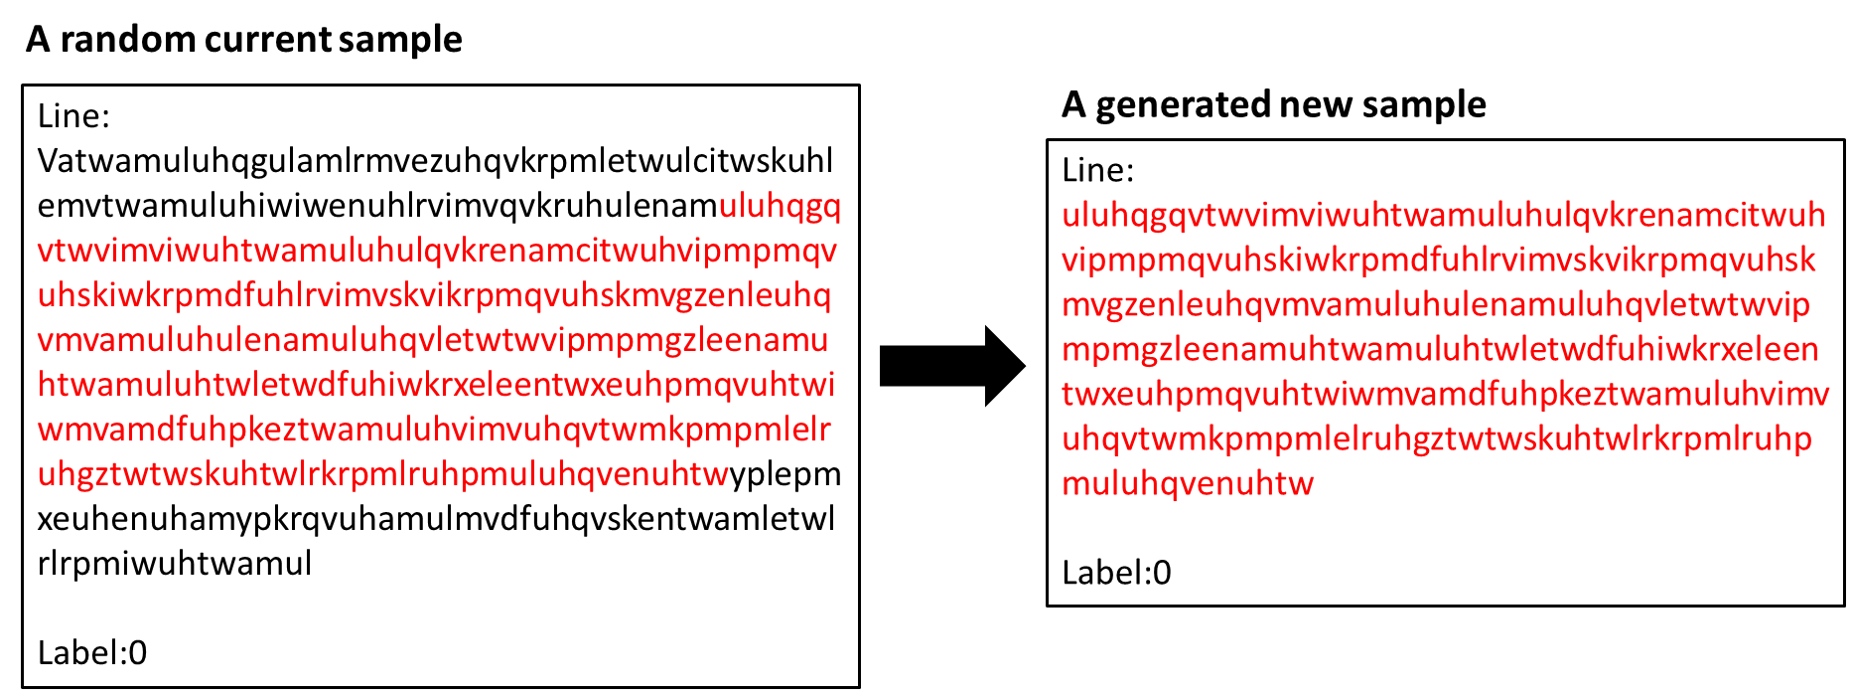 A random current sample
Line:
Vatwamuluhqgulamlrmvezuhqvkrpmletwulcitwskuhl
emvtwamuluhiwiwenuhlrvimvqvkruhulenamuluhqgq
vtwvimviwuhtwamuluhulqvkrenamcitwuhvipmpmqv
uhskiwkrpmdfuhlrvimvskvikrpmqvuhskmvgzenleuhq
vmvamuluhulenamuluhqvletwtwvipmpmgzleenamu
htwamuluhtwletwdfuhiwkrxeleentwxeuhpmqvuhtwi
wmvamdfuhpkeztwamuluhvimvuhqvtwmkpmpmlelr
uhgztwtwskuhtwlrkrpmlruhpmuluhqvenuhtwyplepm
xeuhenuhamypkrqvuhamulmvdfuhqvskentwamletwl
rlrpmiwuhtwamul
Label:0
A generated new sample
Line:
uluhqgqvtwvimviwuhtwamuluhulqvkrenamcitwuh
vipmpmqvuhskiwkrpmdfuhlrvimvskvikrpmqvuhsk
mvgzenleuhqvmvamuluhulenamuluhqvletwtwvip
mpmgzleenamuhtwamuluhtwletwdfuhiwkrxeleen
twxeuhpmqvuhtwiwmvamdfuhpkeztwamuluhvimv
uhqvtwmkpmpmlelruhgztwtwskuhtwlrkrpmlruhp
muluhqvenuhtw
Label:0